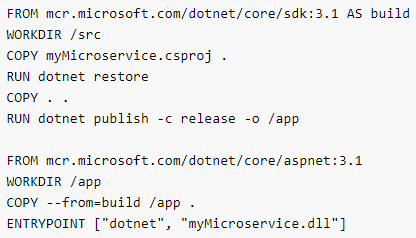 FROM mcr.microsoft.com/dotnet/core/sdk:3.1 AS build
WORKDIR /src
COPY myMicroservice.csproj .
RUN dotnet restore
COPY . .
RUN dotnet publish -c release -o /app

FROM mcr.microsoft.com/dotnet/core/aspnet:3.1
WORKDIR /app
COPY --from=build /app .
ENTRYPOINT ["dotnet", "myMicroservice.dll"]